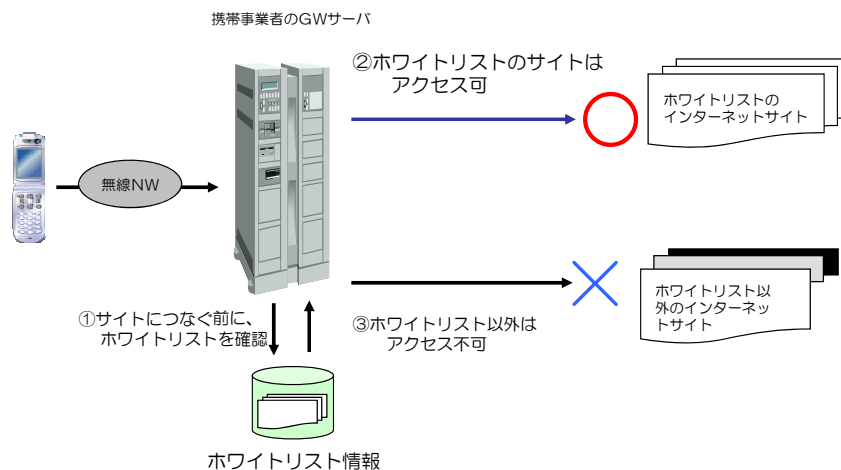 携帯事業者のGWサーバ
②ホワイトリストのサイトは
アクセス可
ホワイトリストの
インターネットサイト
無線NW
①サイトにつなぐ前に、
ホワイトリストを確認
③ホワイトリスト以外は
アクセス不可
ホワイトリスト以
外のインターネッ
トサイト
ホワイトリスト情報